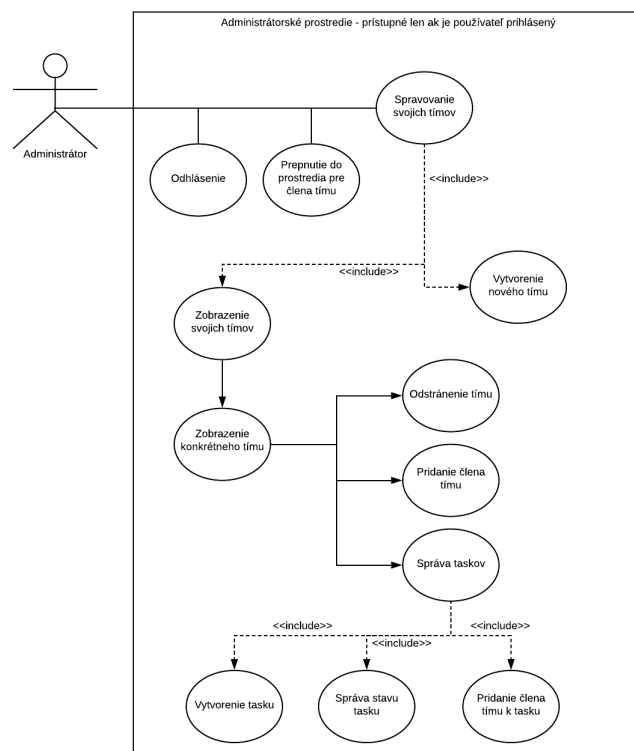 Administrátorské prostredie - prístupné len ak je používateľ prihlásený
Administrátor
Spravovanie
svojich tímov
Odhlásenie
Prepnutie do
prostredia pre
člena tímu
<<include>>
<<include>>
Vytvorenie
nového tímu
Zobrazenie
svojich tímov
Odstránenie tímu
Zobrazenie
konkrétneho tímu
Pridanie člena
tímu
Správa taskov
<<include>>
<<include>>
<<include>>
Vytvorenie tasku
Správa stavu
tasku
Pridanie člena
tímu k tasku